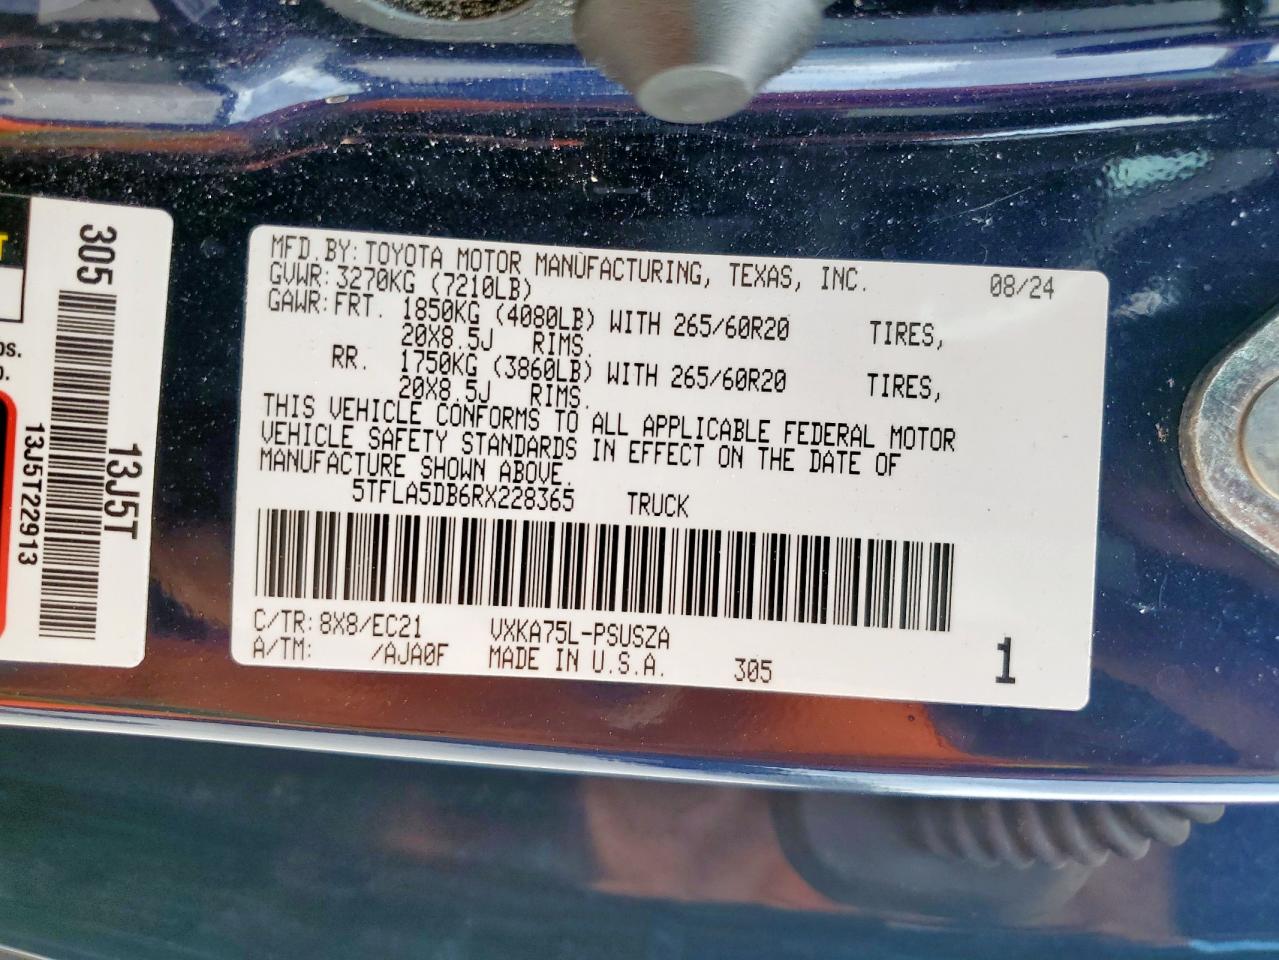 MFD.BY: TOYOTA MOTOR MANUFACTURING, TEXAS, INC. 08/24
GVWR: 3270KG (7210LB)
GAWR: FRT. 1850KG (4080LB) WITH 265/60R20 TIRES,
20X8.5J RIMS.
RR. 1750KG (3860LB) WITH 265/60R20 TIRES,
20X8.5J RIMS.
THIS VEHICLE CONFORMS TO ALL APPLICABLE FEDERAL MOTOR
VEHICLE SAFETY STANDARDS IN EFFECT ON THE DATE OF
MANUFACTURE SHOWN ABOVE.
5TFLA5DB6RX228365 TRUCK
C/TR: 8X8/EC21 VXKA75L-PSUSZA
A/TM: /AJA0F MADE IN U.S.A. 305 1
305
13J5T
13J5T22913